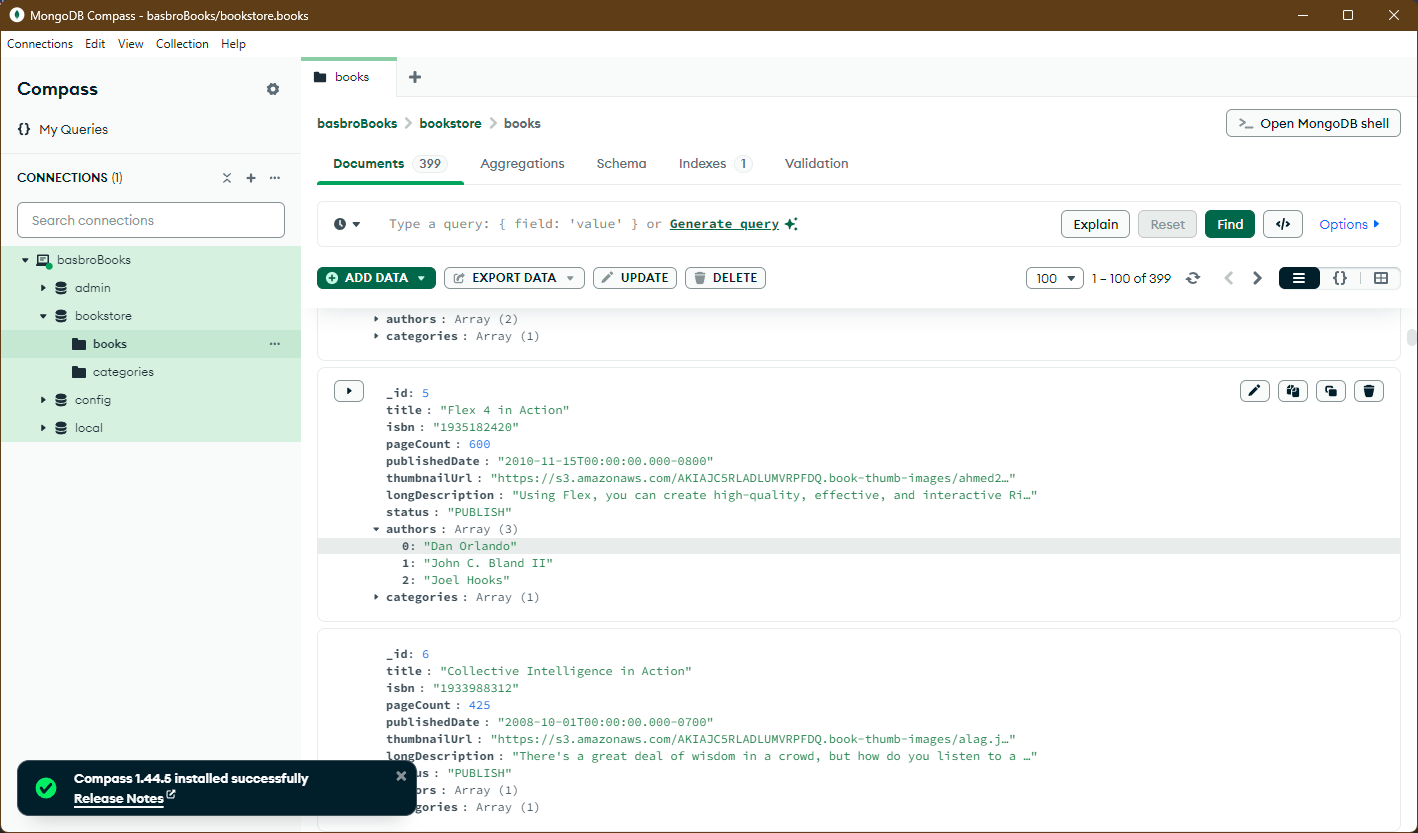 MongoDB Compass - basbroBooks/bookstore.books
Connections Edit View Collection Help
Compass
{} My Queries
CONNECTIONS (1)
Search connections
basbroBooks
admin
bookstore
books
categories
config
local
books
basbroBooks > bookstore > books
>_ Open MongoDB shell
Documents 399 Aggregations Schema Indexes 1 Validation
Type a query: { field: 'value' } or Generate query
Explain Reset Find </> Options
ADD DATA EXPORT DATA UPDATE DELETE
100 1 – 100 of 399 {}
authors : Array (2)
categories : Array (1)
_id: 5
title : "Flex 4 in Action"
isbn : "1935182420"
pageCount : 600
publishedDate : "2010-11-15T00:00:00.000-0800"
thumbnailUrl : "https://s3.amazonaws.com/AKIAJC5RLADLUMVRPFDQ.book-thumb-images/ahmed2…"
longDescription : "Using Flex, you can create high-quality, effective, and interactive Ri…"
status : "PUBLISH"
authors : Array (3)
0: "Dan Orlando"
1: "John C. Bland II"
2: "Joel Hooks"
categories : Array (1)
_id: 6
title : "Collective Intelligence in Action"
isbn : "1933988312"
pageCount : 425
publishedDate : "2008-10-01T00:00:00.000-0700"
thumbnailUrl : "https://s3.amazonaws.com/AKIAJC5RLADLUMVRPFDQ.book-thumb-images/alag.j…"
longDescription : "There's a great deal of wisdom in a crowd, but how do you listen to a …"
us : "PUBLISH"
ors : Array (1)
gories : Array (1)
Compass 1.44.5 installed successfully
Release Notes